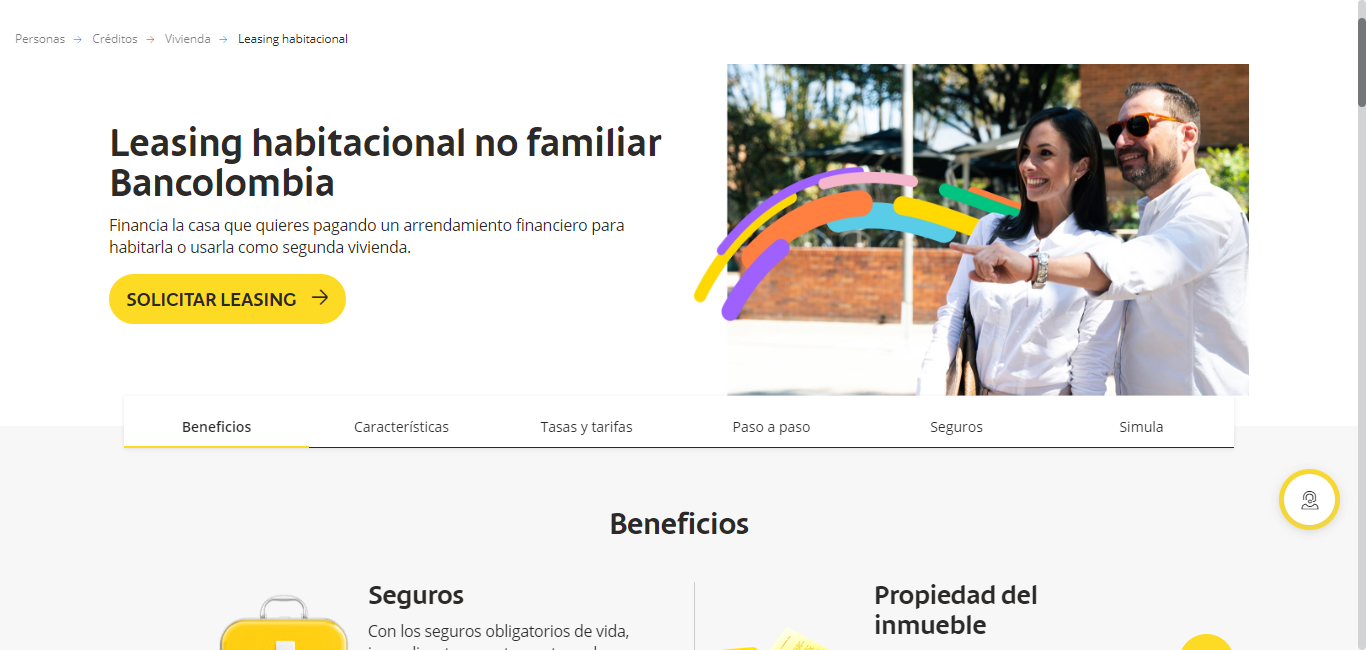 Personas → Créditos → Vivienda → Leasing habitacional
Leasing habitacional no familiar
Bancolombia
Financia la casa que quieres pagando un arrendamiento financiero para
habitarla o usarla como segunda vivienda.
SOLICITAR LEASING →
Beneficios Características Tasas y tarifas Paso a paso Seguros Simula
Beneficios
Seguros
Con los seguros obligatorios de vida,
Propiedad del
inmueble